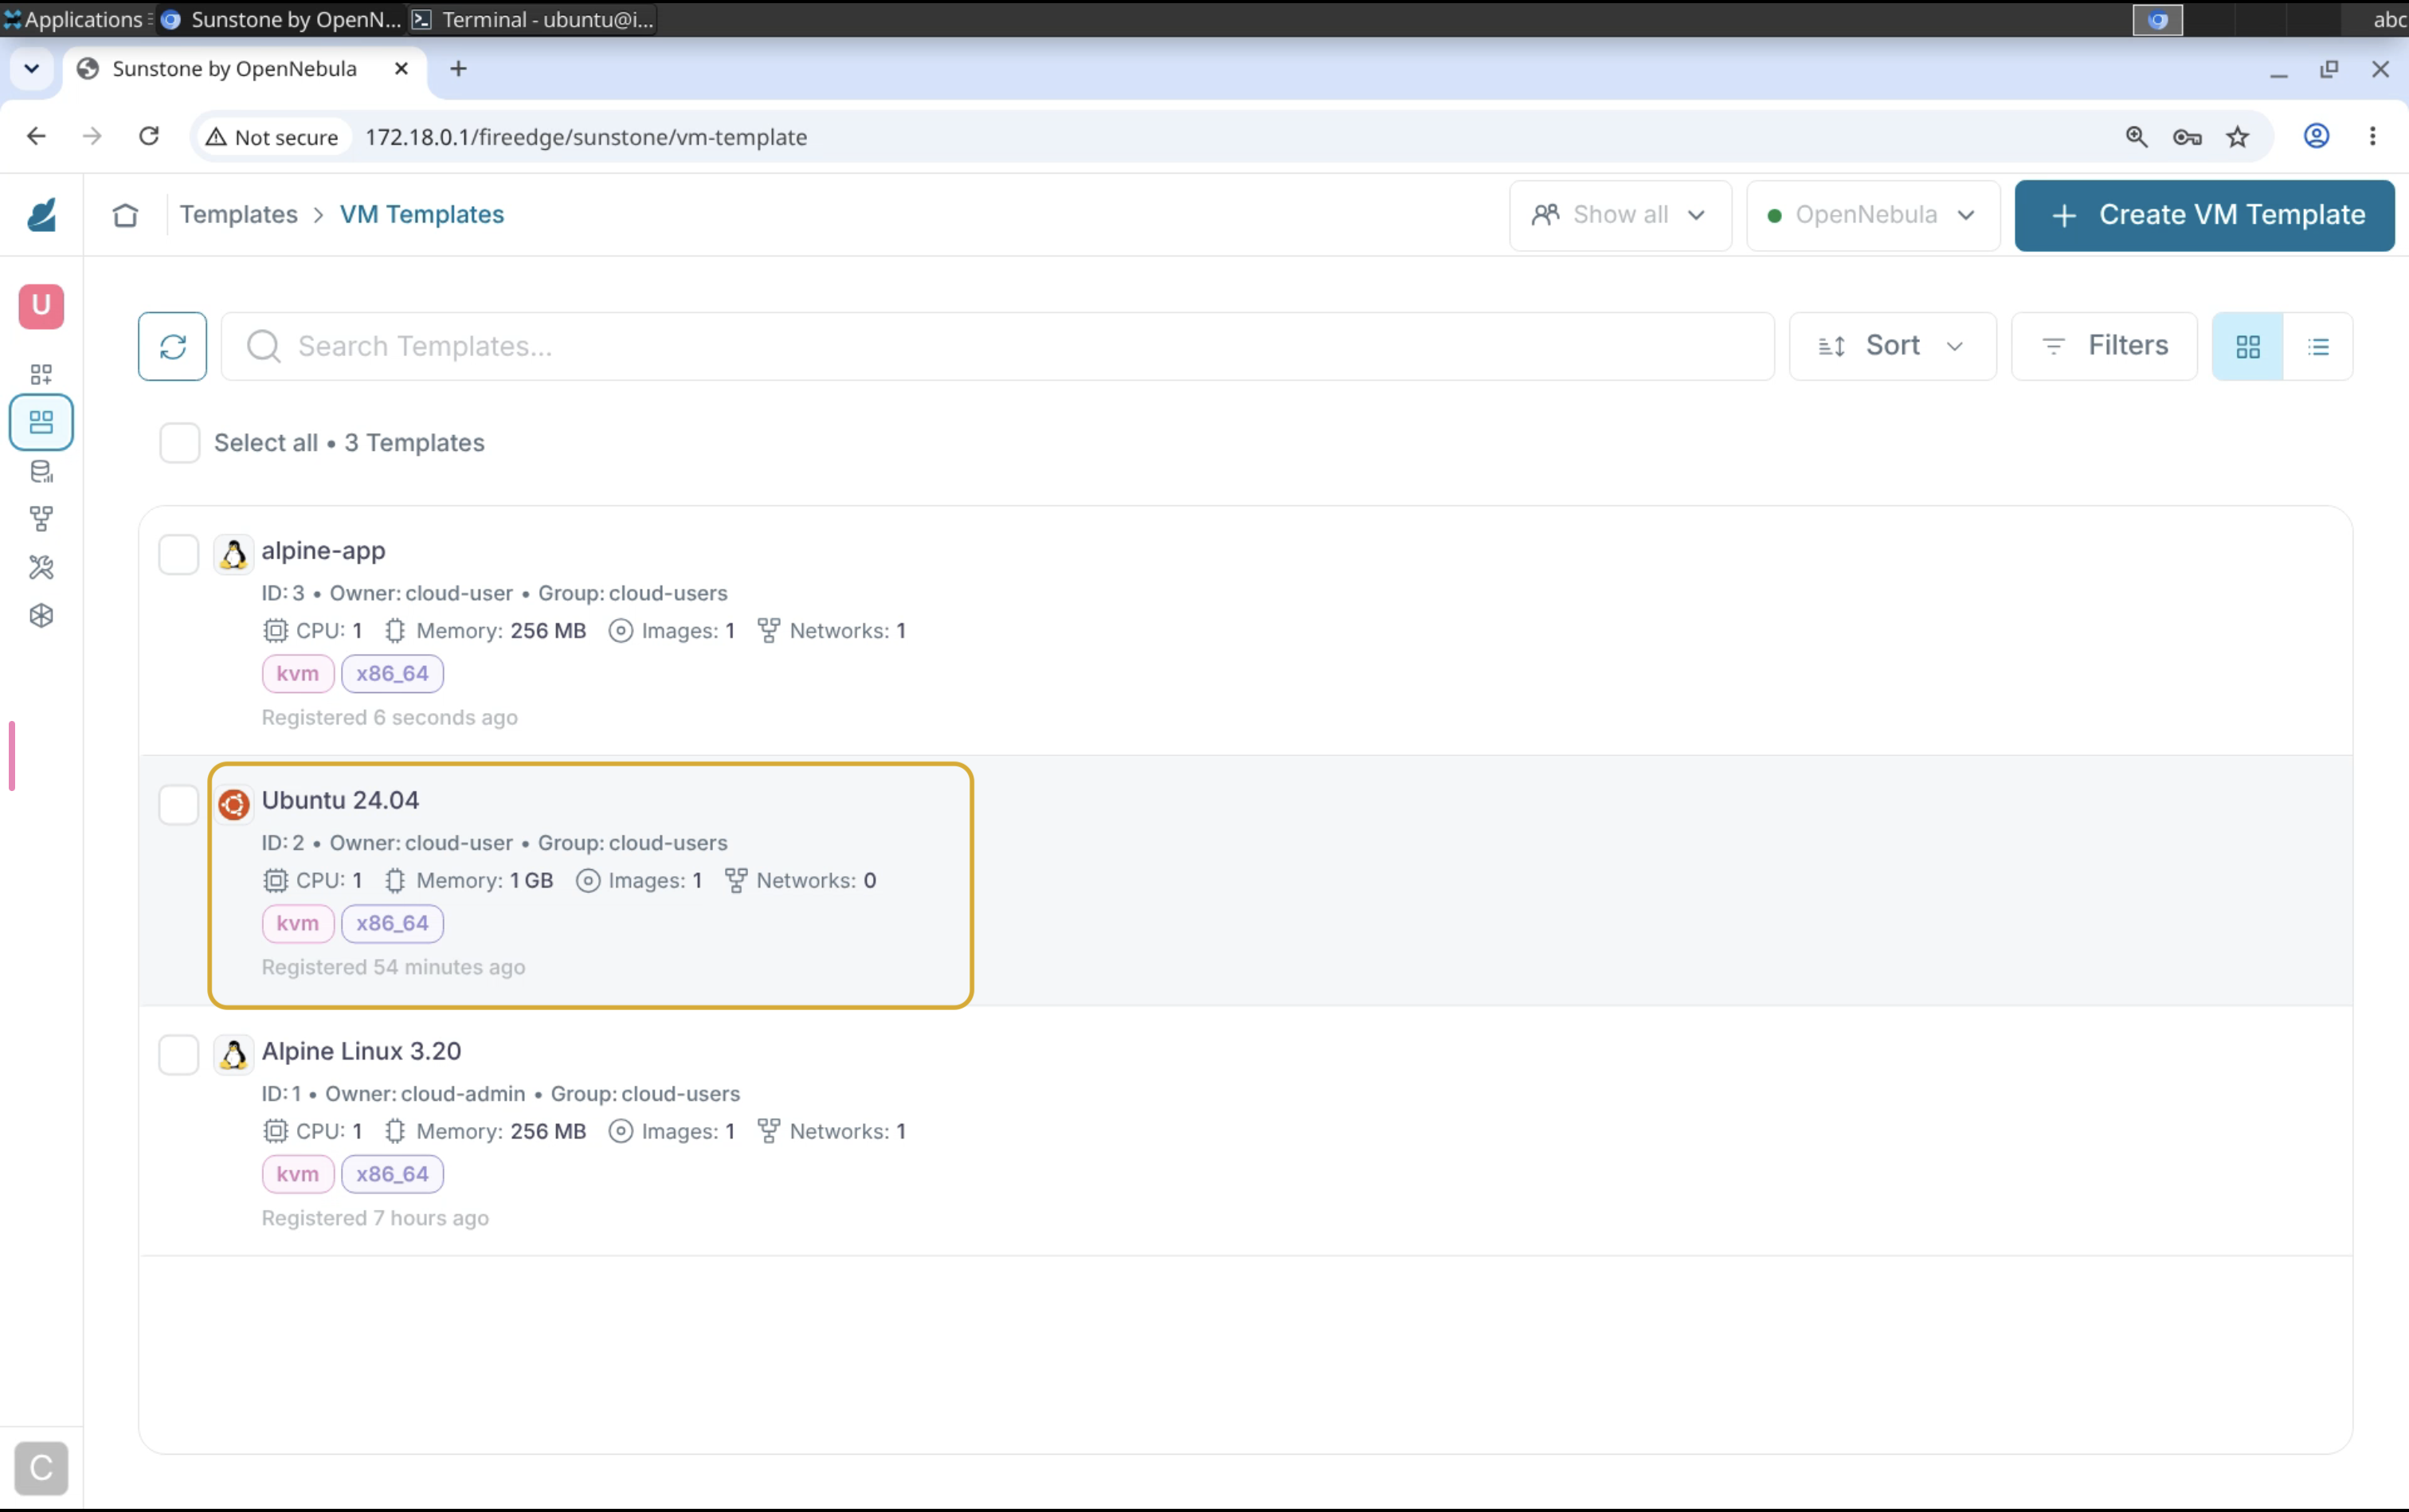 Applications
Sunstone by OpenN...
Terminal - ubuntu@i...
abc
Sunstone by OpenNebula
Not secure
172.18.0.1/fireedge/sunstone/vm-template
Templates > VM Templates
Show all
OpenNebula
+ Create VM Template
U
Search Templates...
Sort
Filters
Select all • 3 Templates
alpine-app
ID: 3 • Owner: cloud-user • Group: cloud-users
CPU: 1 Memory: 256 MB Images: 1 Networks: 1
kvm x86_64
Registered 6 seconds ago
Ubuntu 24.04
ID: 2 • Owner: cloud-user • Group: cloud-users
CPU: 1 Memory: 1 GB Images: 1 Networks: 0
kvm x86_64
Registered 54 minutes ago
Alpine Linux 3.20
ID: 1 • Owner: cloud-admin • Group: cloud-users
CPU: 1 Memory: 256 MB Images: 1 Networks: 1
kvm x86_64
Registered 7 hours ago
C